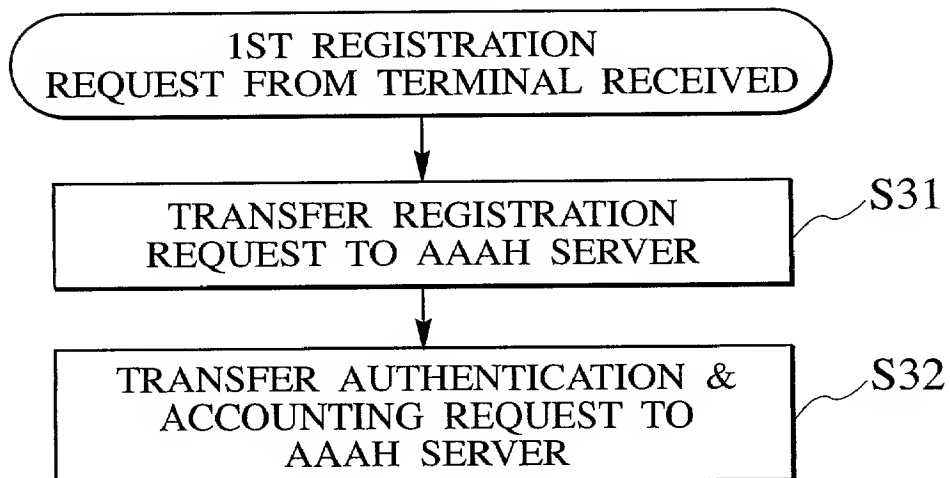 1ST REGISTRATION
REQUEST FROM TERMINAL RECEIVED
TRANSFER REGISTRATION
REQUEST TO AAAH SERVER
S31
TRANSFER AUTHENTICATION &
ACCOUNTING REQUEST TO
AAAH SERVER
S32